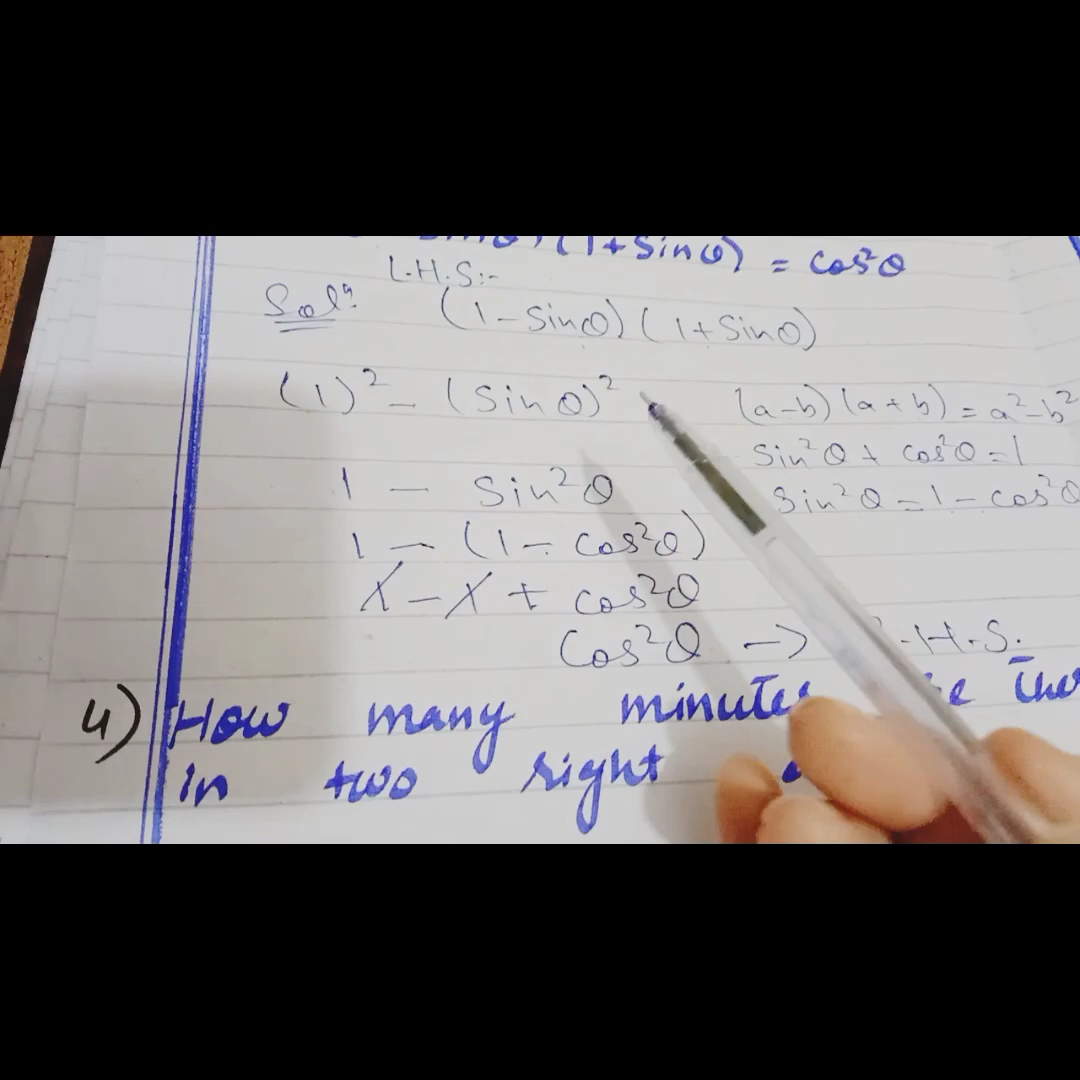 (1+Sinθ) = cos²θ
L.H.S:-
Solⁿ (1-Sinθ) (1+Sinθ)
(1)² - (Sinθ)² (a-b) (a+b) = a²-b²
Sin²θ + cos²θ = 1
1 - Sin²θ Sin²θ = 1 - cos²θ
1 - (1 - cos²θ)
1 - 1 + cos²θ
Cos²θ → .H.S.
4) How many minutes
in two right